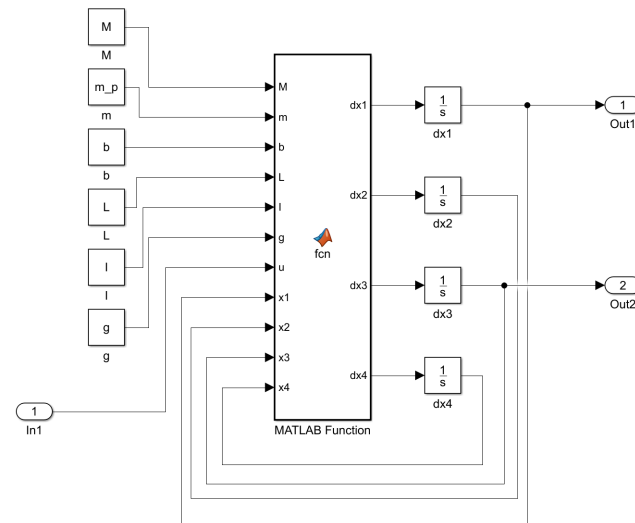 M
M
m_p
m
b
b
L
L
I
I
g
g
1
In1
M
m
b
L
I
g
u
x1
x2
x3
x4
fcn
dx1
dx2
dx3
dx4
MATLAB Function
1
s
dx1
1
s
dx2
1
s
dx3
1
s
dx4
1
Out1
2
Out2